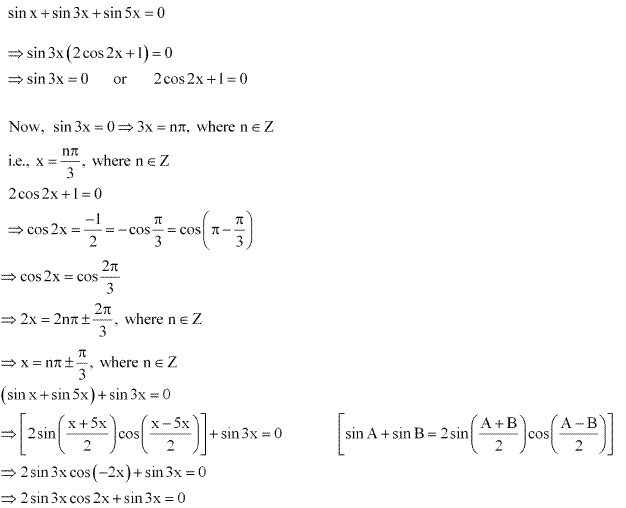 sin x + sin 3x + sin 5x = 0
⇒ sin 3x(2 cos 2x + 1) = 0
⇒ sin 3x = 0 or 2 cos 2x + 1 = 0
Now, sin 3x = 0 ⇒ 3x = nπ, where n ∈ Z
i.e., x = nπ/3, where n ∈ Z
2 cos 2x + 1 = 0
⇒ cos 2x = -1/2 = -cos π/3 = cos(π - π/3)
⇒ cos 2x = cos 2π/3
⇒ 2x = 2nπ ± 2π/3, where n ∈ Z
⇒ x = nπ ± π/3, where n ∈ Z
(sin x + sin 5x) + sin 3x = 0
⇒ [2 sin((x + 5x)/2) cos((x - 5x)/2)] + sin 3x = 0 [sin A + sin B = 2 sin((A + B)/2) cos((A - B)/2)]
⇒ 2 sin 3x cos(-2x) + sin 3x = 0
⇒ 2 sin 3x cos 2x + sin 3x = 0